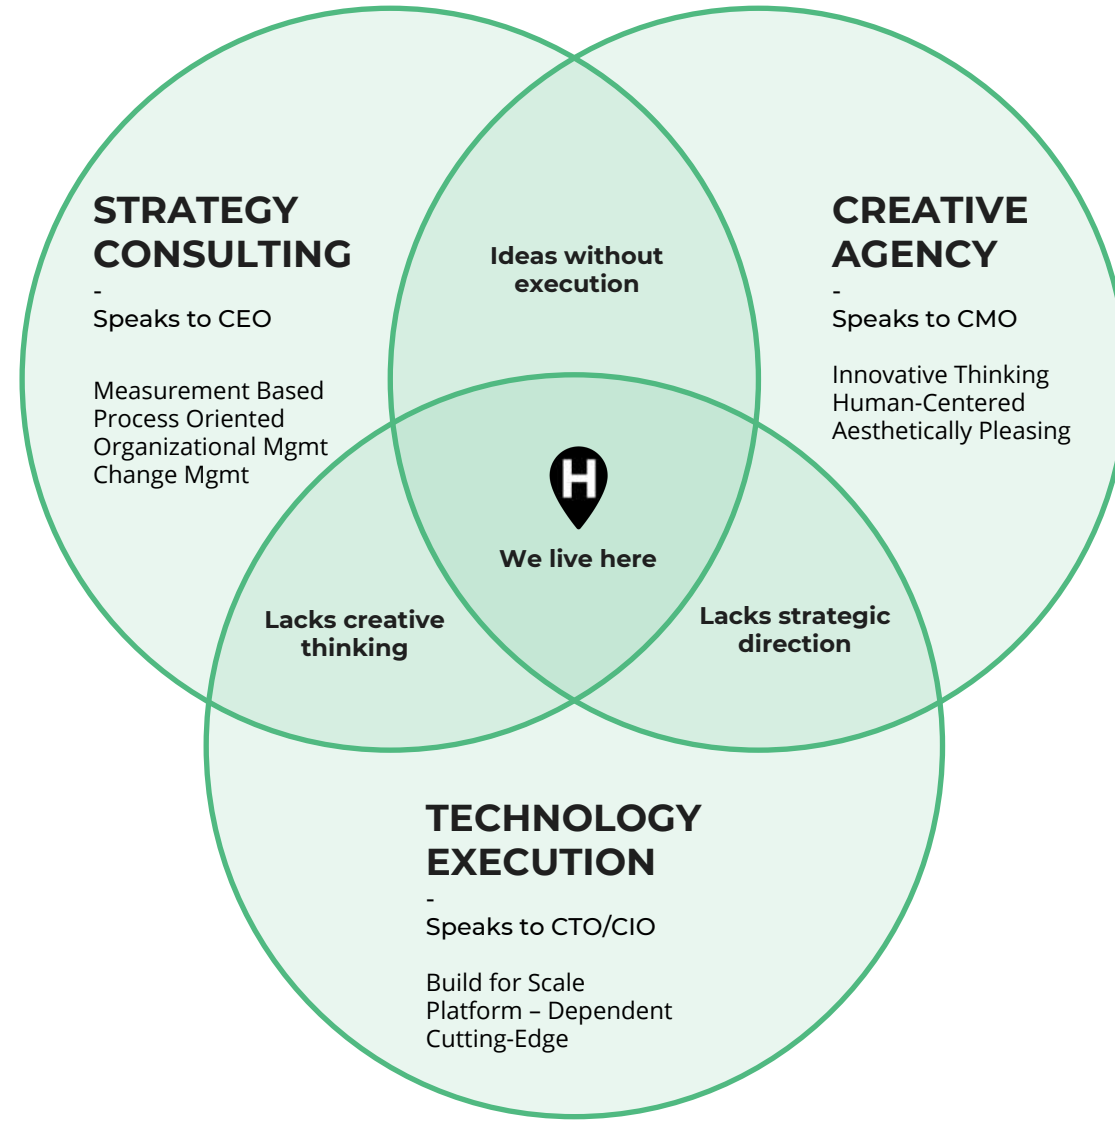 STRATEGY
CONSULTING
-
Speaks to CEO
Measurement Based
Process Oriented
Organizational Mgmt
Change Mgmt
Ideas without
execution
CREATIVE
AGENCY
-
Speaks to CMO
Innovative Thinking
Human-Centered
Aesthetically Pleasing
H
We live here
Lacks creative
thinking
Lacks strategic
direction
TECHNOLOGY
EXECUTION
-
Speaks to CTO/CIO
Build for Scale
Platform – Dependent
Cutting-Edge